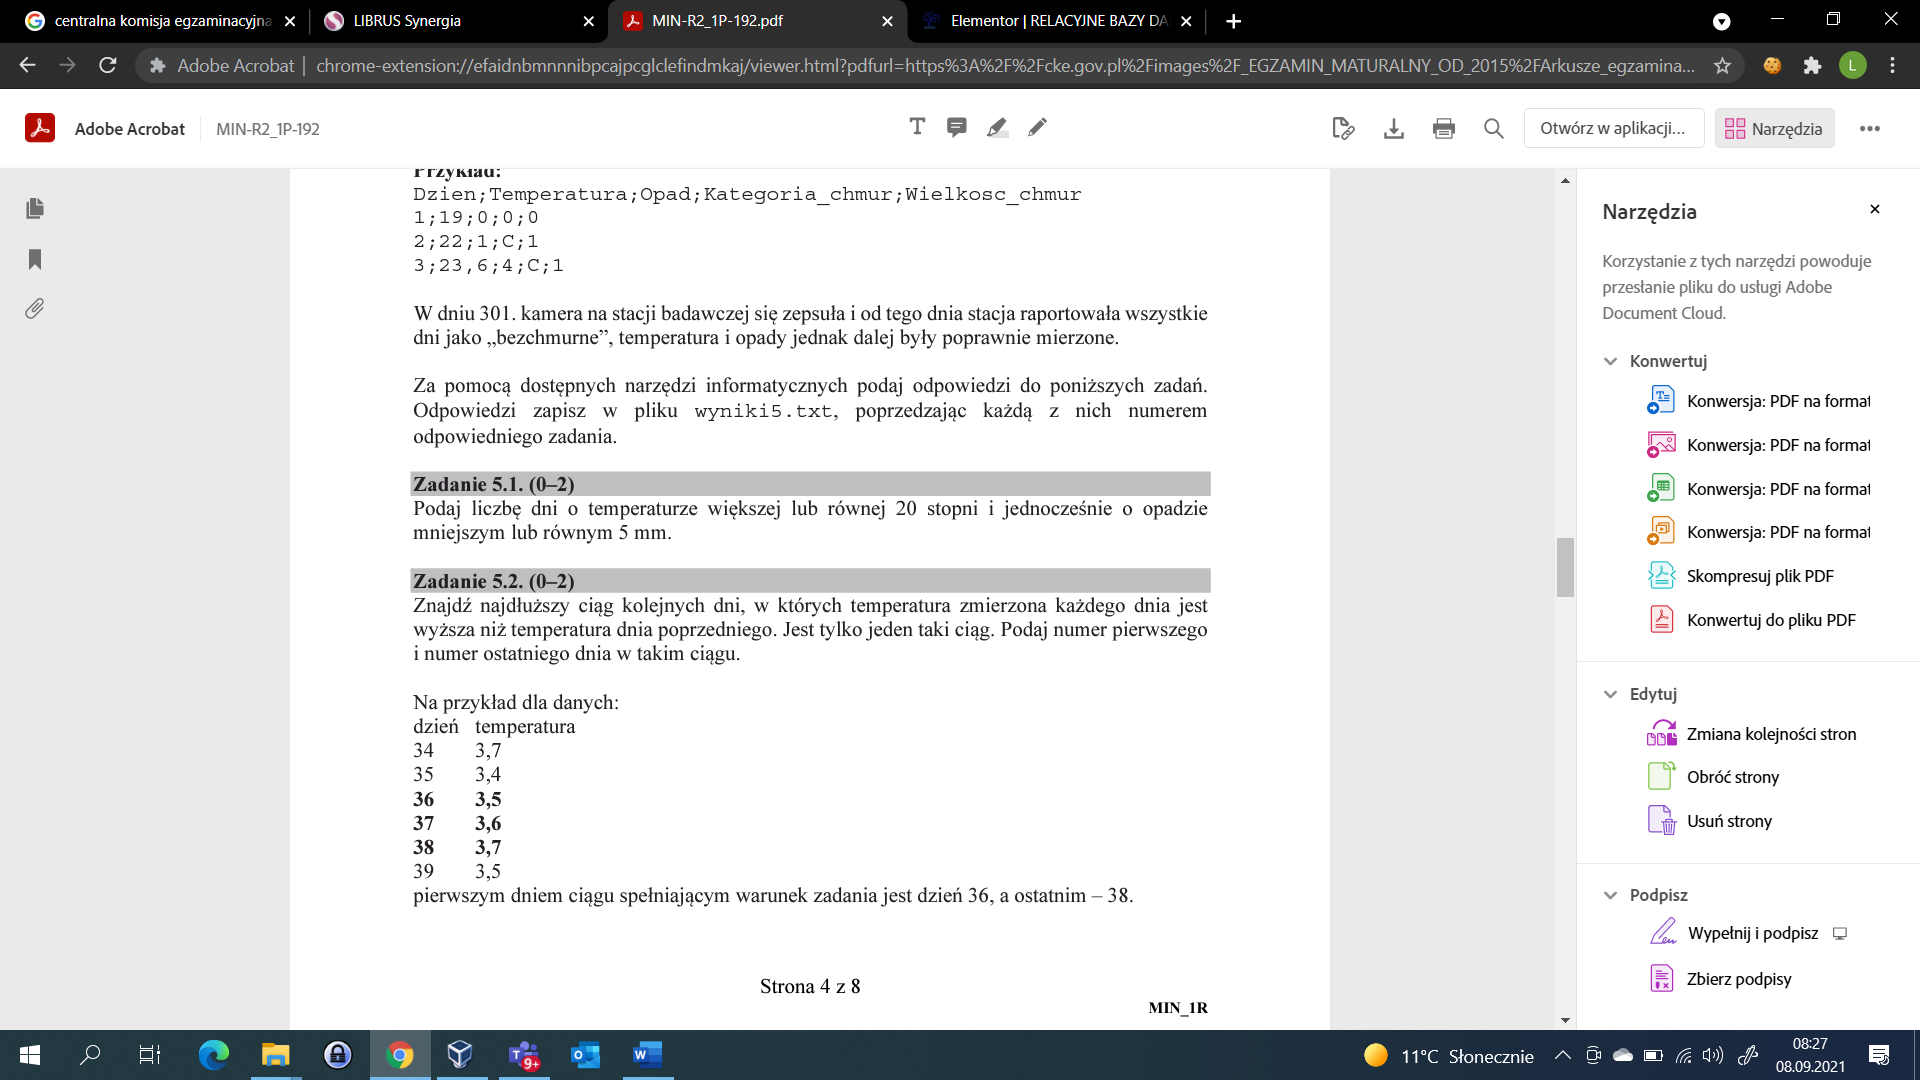 centralna komisja egzaminacyjna
LIBRUS Synergia
MIN-R2_1P-192.pdf
Elementor | RELACYJNE BAZY DA
Adobe Acrobat | chrome-extension://efaidnbmnnnibpcajpcglclefindmkaj/viewer.html?pdfurl=https%3A%2F%2Fcke.gov.pl%2Fimages%2F_EGZAMIN_MATURALNY_OD_2015%2FArkusze_egzamina...
L
Adobe Acrobat
MIN-R2_1P-192
Otwórz w aplikacji...
Narzędzia
Przykład:
Dzien;Temperatura;Opad;Kategoria_chmur;Wielkosc_chmur
1;19;0;0;0
2;22;1;C;1
3;23,6;4;C;1
W dniu 301. kamera na stacji badawczej się zepsuła i od tego dnia stacja raportowała wszystkie
dni jako „bezchmurne”, temperatura i opady jednak dalej były poprawnie mierzone.
Za pomocą dostępnych narzędzi informatycznych podaj odpowiedzi do poniższych zadań.
Odpowiedzi zapisz w pliku wyniki5.txt, poprzedzając każdą z nich numerem
odpowiedniego zadania.
Zadanie 5.1. (0–2)
Podaj liczbę dni o temperaturze większej lub równej 20 stopni i jednocześnie o opadzie
mniejszym lub równym 5 mm.
Zadanie 5.2. (0–2)
Znajdź najdłuższy ciąg kolejnych dni, w których temperatura zmierzona każdego dnia jest
wyższa niż temperatura dnia poprzedniego. Jest tylko jeden taki ciąg. Podaj numer pierwszego
i numer ostatniego dnia w takim ciągu.
Na przykład dla danych:
dzień temperatura
34 3,7
35 3,4
36 3,5
37 3,6
38 3,7
39 3,5
pierwszym dniem ciągu spełniającym warunek zadania jest dzień 36, a ostatnim – 38.
Strona 4 z 8
MIN_1R
Narzędzia
Korzystanie z tych narzędzi powoduje
przesłanie pliku do usługi Adobe
Document Cloud.
Konwertuj
Konwersja: PDF na format
Konwersja: PDF na format
Konwersja: PDF na format
Konwersja: PDF na format
Skompresuj plik PDF
Konwertuj do pliku PDF
Edytuj
Zmiana kolejności stron
Obróć strony
Usuń strony
Podpisz
Wypełnij i podpisz
Zbierz podpisy
9+
11°C Słonecznie
08:27
08.09.2021